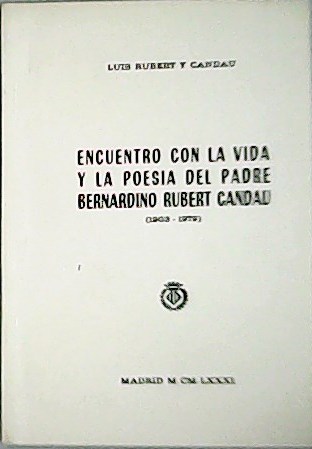 LUIS RUBERT Y CANDAU
ENCUENTRO CON LA VIDA
Y LA POESIA DEL PADRE
BERNARDINO RUBERT CANDAU
(1903 - 1979)
MADRID M CM LXXXI